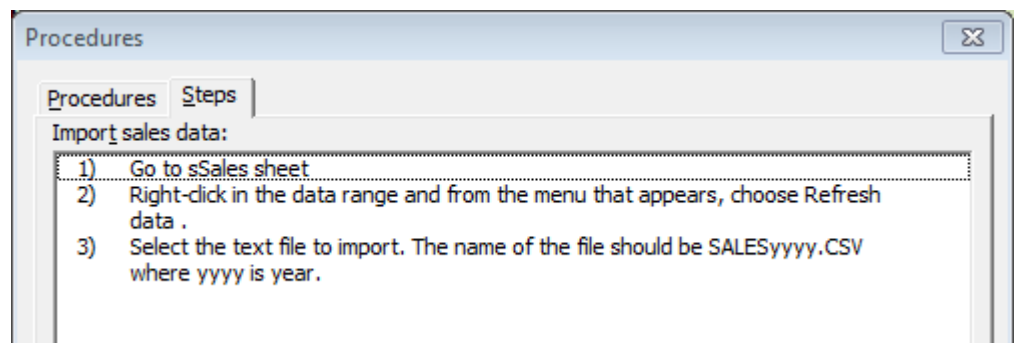 Procedures
Procedures Steps
Import sales data:
1) Go to sSales sheet
2) Right-click in the data range and from the menu that appears, choose Refresh
data .
3) Select the text file to import. The name of the file should be SALESyyyy.CSV
where yyyy is year.